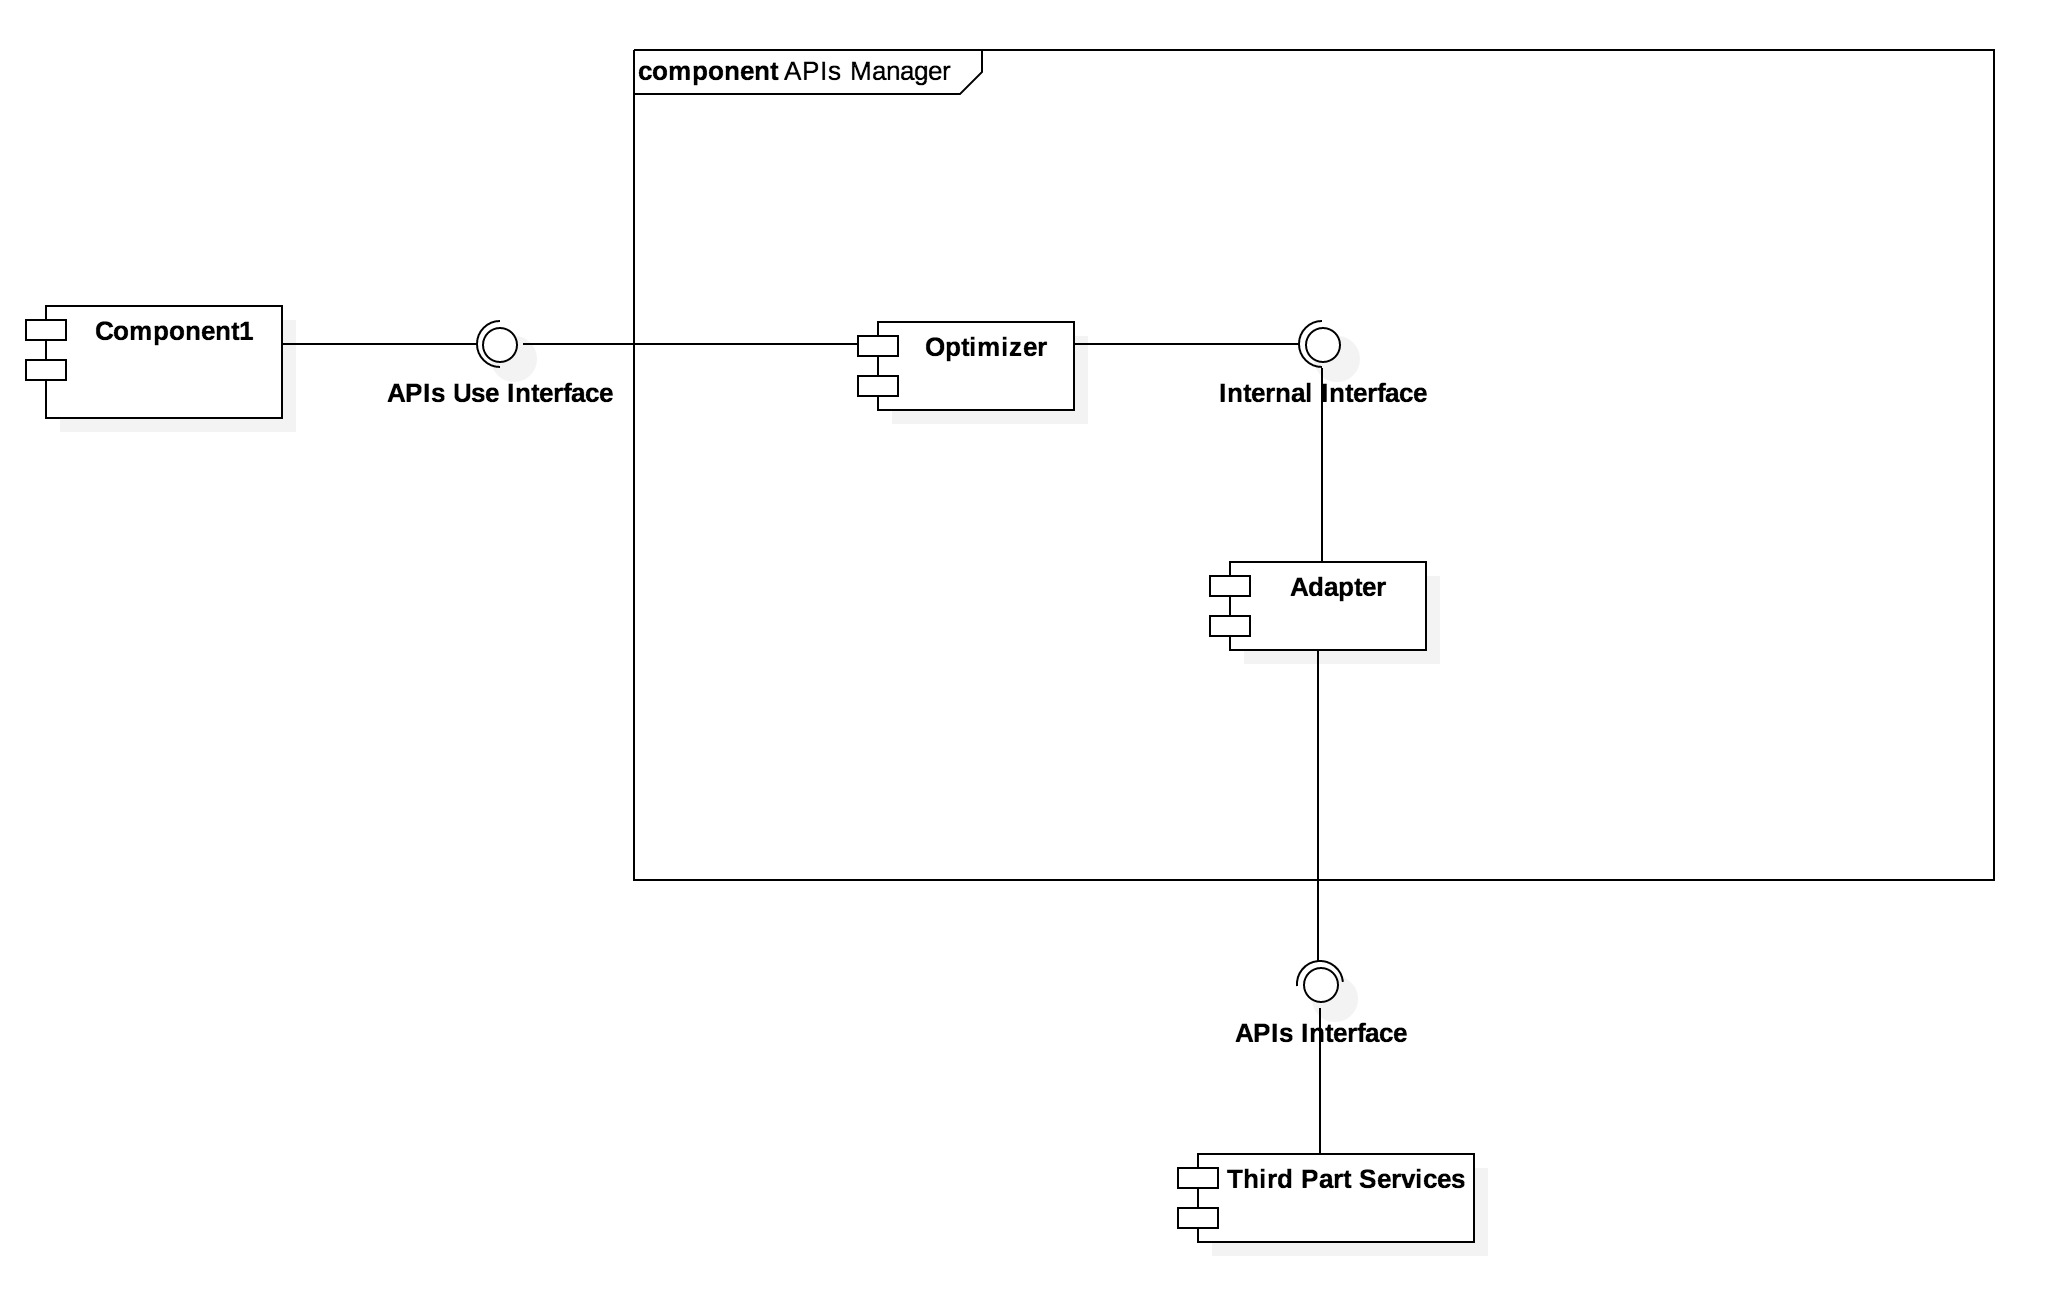 component APIs Manager
Component1
APIs Use Interface
Optimizer
Internal Interface
Adapter
APIs Interface
Third Part Services